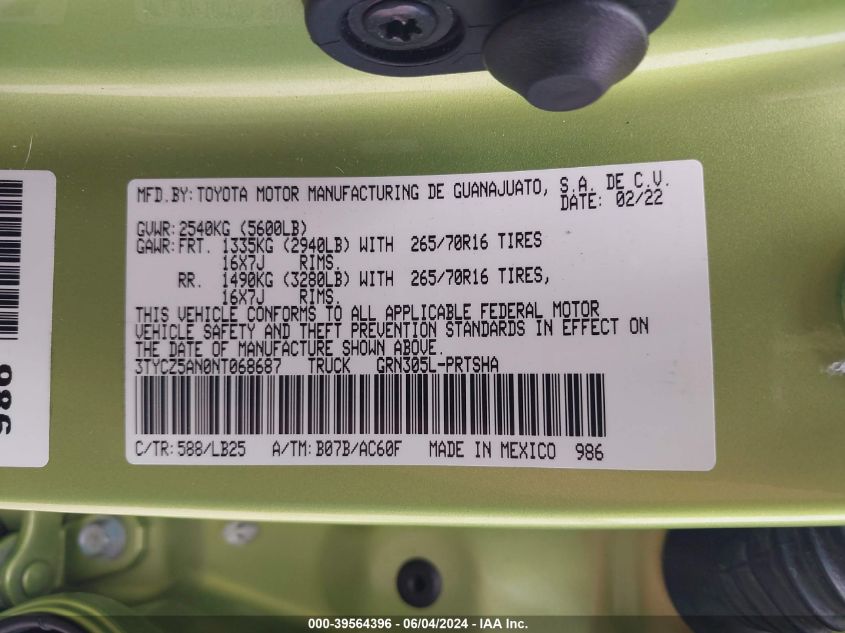 MFD.BY: TOYOTA MOTOR MANUFACTURING DE GUANAJUATO, S.A. DE C.V.
DATE: 02/22
GVWR: 2540KG (5600LB)
GAWR: FRT. 1335KG (2940LB) WITH 265/70R16 TIRES
16X7J RIMS.
RR. 1490KG (3280LB) WITH 265/70R16 TIRES,
16X7J RIMS.
THIS VEHICLE CONFORMS TO ALL APPLICABLE FEDERAL MOTOR
VEHICLE SAFETY AND THEFT PREVENTION STANDARDS IN EFFECT ON
THE DATE OF MANUFACTURE SHOWN ABOVE.
3TYCZ5AN0NT068687 TRUCK GRN305L-PRTSHA
C/TR: 588/LB25 A/TM: B07B/AC60F MADE IN MEXICO 986
986
000-39564396 - 06/04/2024 - IAA Inc.